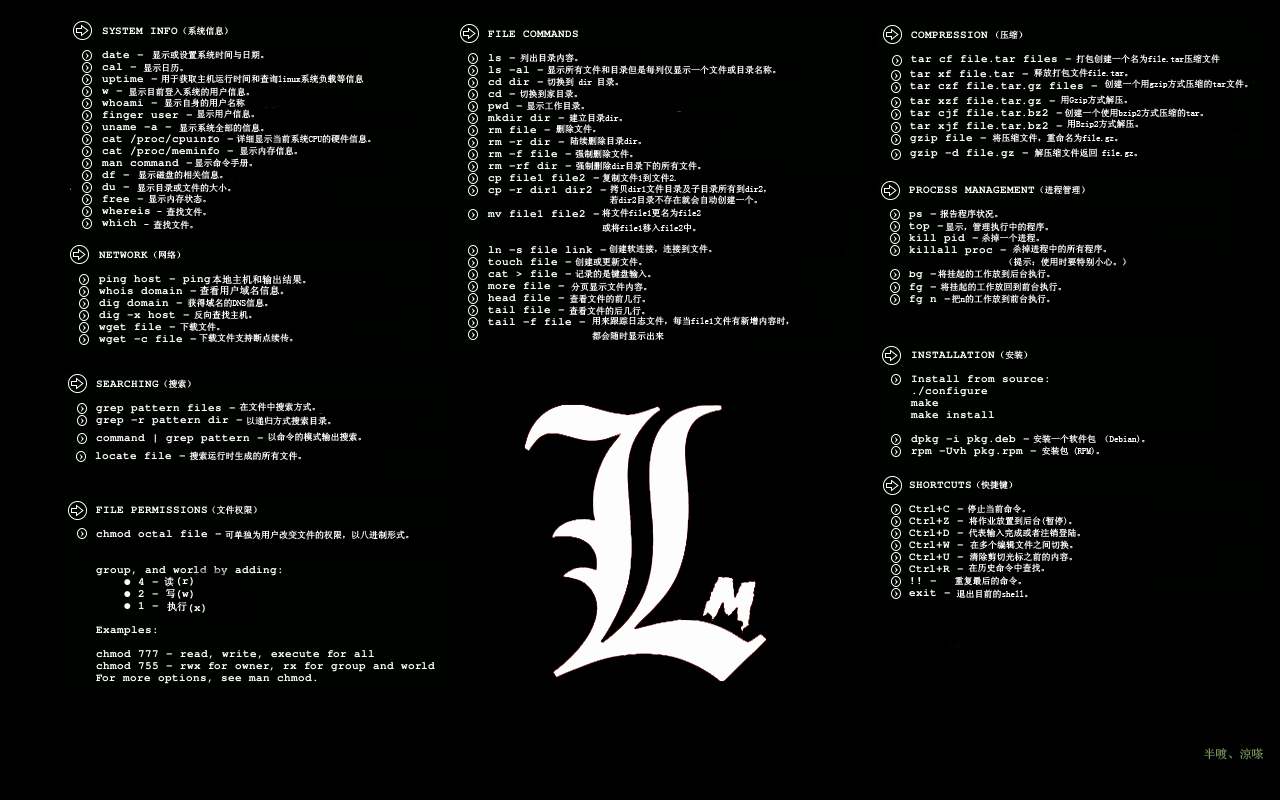 SYSTEM INFO(系统信息)
date – 显示或设置系统时间与日期。
cal – 显示日历。
uptime – 用于获取主机运行时间和查询linux系统负载等信息
w – 显示目前登入系统的用户信息。
whoami – 显示自身的用户名称
finger user – 显示用户信息。
uname –a – 显示系统全部的信息。
cat /proc/cpuinfo – 详细显示当前系统CPU的硬件信息。
cat /proc/meminfo – 显示内存信息。
man command – 显示命令手册。
df – 显示磁盘的相关信息。
du – 显示目录或文件的大小。
free – 显示内存状态。
whereis - 查找文件。
which - 查找文件。
NETWORK(网络)
ping host – ping本地主机和输出结果。
whois domain – 查看用户域名信息。
dig domain – 获得域名的DNS信息。
dig –x host – 反向查找主机。
wget file – 下载文件。
wget –c file – 下载文件支持断点续传。
SEARCHING(搜索)
grep pattern files – 在文件中搜索方式。
grep –r pattern dir – 以递归方式搜索目录。
command | grep pattern – 以命令的模式输出搜索。
locate file – 搜索运行时生成的所有文件。
FILE PERMISSIONS(文件权限)
chmod octal file – 可单独为用户改变文件的权限，以八进制形式。
group, and world by adding:
● 4 – 读(r)
● 2 – 写(w)
● 1 – 执行(x)
Examples:
chmod 777 – read, write, execute for all
chmod 755 – rwx for owner, rx for group and world
For more options, see man chmod.
FILE COMMANDS
ls – 列出目录内容。
ls –al – 显示所有文件和目录但是每列仅显示一个文件或目录名称。
cd dir – 切换到 dir 目录。
cd – 切换到家目录。
pwd – 显示工作目录。
mkdir dir – 建立目录dir。
rm file – 删除文件。
rm –r dir – 陆续删除目录dir。
rm –f file – 强制删除文件。
rm –rf dir – 强制删除dir目录下的所有文件。
cp file1 file2 – 复制文件1到文件2.
cp –r dir1 dir2 – 拷贝dir1文件目录及子目录所有到dir2，
若dir2目录不存在就会自动创建一个。
mv file1 file2 – 将文件file1更名为file2
或将file1移入file2中。
ln –s file link – 创建软连接，连接到文件。
touch file – 创建或更新文件。
cat > file – 记录的是键盘输入。
more file – 分页显示文件内容。
head file – 查看文件的前几行。
tail file – 查看文件的后几行。
tail –f file – 用来跟踪日志文件，每当file1文件有新增内容时，
都会随时显示出来
L
M
COMPRESSION (压缩)
tar cf file.tar files – 打包创建一个名为file.tar压缩文件
tar xf file.tar – 释放打包文件file.tar。
tar czf file.tar.gz files – 创建一个用gzip方式压缩的tar文件。
tar xzf file.tar.gz – 用Gzip方式解压。
tar cjf file.tar.bz2 – 创建一个使用bzip2方式压缩的tar。
tar xjf file.tar.bz2 – 用Bzip2方式解压。
gzip file – 将压缩文件，重命名为file.gz。
gzip –d file.gz – 解压缩文件返回 file.gz。
PROCESS MANAGEMENT(进程管理)
ps – 报告程序状况。
top – 显示，管理执行中的程序。
kill pid – 杀掉一个进程。
killall proc – 杀掉进程中的所有程序。
(提示：使用时要特别小心。)
bg – 将挂起的工作放到后台执行。
fg – 将挂起的工作放回到前台执行。
fg n – 把n的工作放到前台执行。
INSTALLATION(安装)
Install from source:
./configure
make
make install
dpkg –i pkg.deb – 安装一个软件包 (Debian)。
rpm –Uvh pkg.rpm – 安装包(RPM)。
SHORTCUTS(快捷键)
Ctrl+C – 停止当前命令。
Ctrl+Z – 将作业放置到后台(暂停)。
Ctrl+D – 代表输入完成或者注销登陆。
Ctrl+W – 在多个编辑文件之间切换。
Ctrl+U – 清除剪切光标之前的内容。
Ctrl+R – 在历史命令中查找。
!! – 重复最后的命令。
exit – 退出目前的shell。
半喥、涼嗏